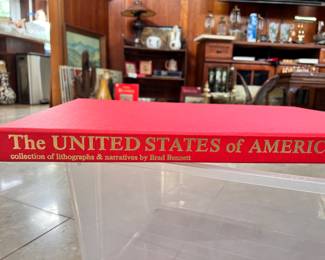 The UNITED STATES of AMERIC
collection of lithographs & narratives by Brad Bennett